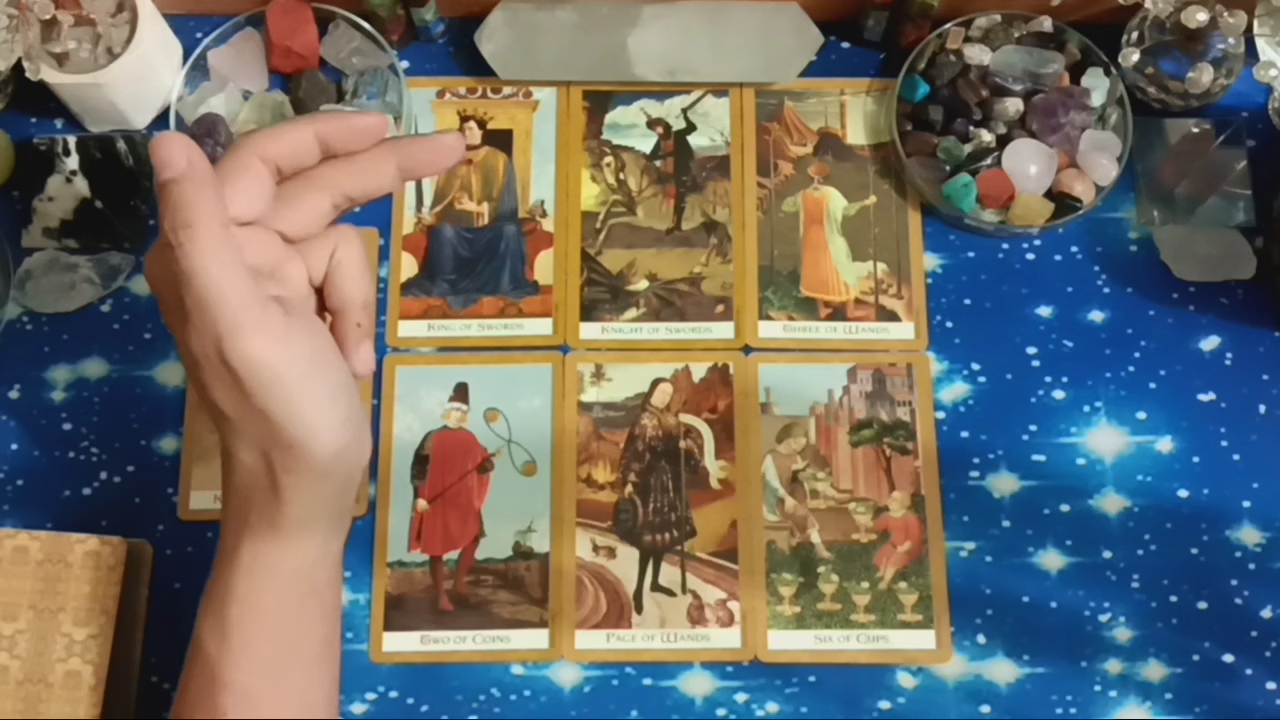 KING OF SWORDS
KNIGHT OF SWORDS
THREE OF WANDS
TWO OF COINS
PAGE OF WANDS
SIX OF CUPS